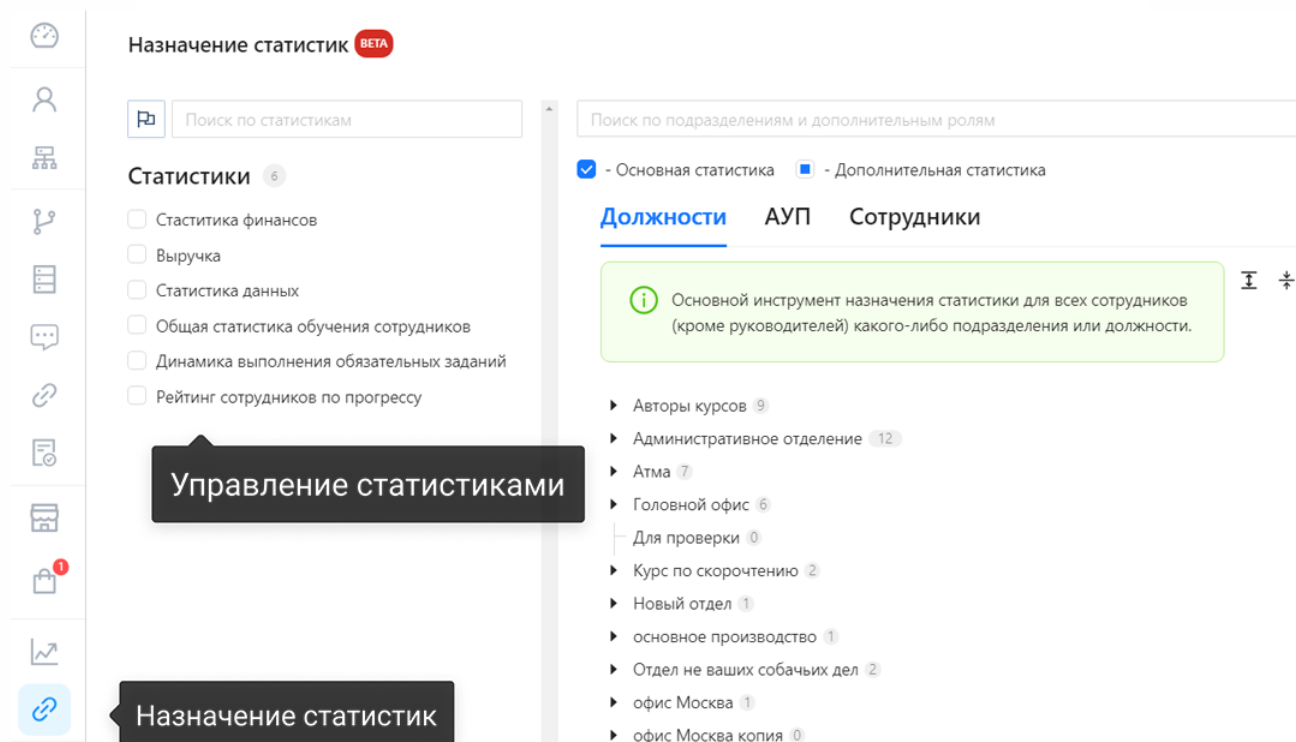 Назначение статистик BETA
Поиск по статистикам
Статистики 6
Стаститика финансов
Выручка
Статистика данных
Общая статистика обучения сотрудников
Динамика выполнения обязательных заданий
Рейтинг сотрудников по прогрессу
Управление статистиками
1
Назначение статистик
Поиск по подразделениям и дополнительным ролям
- Основная статистика - Дополнительная статистика
Должности АУП Сотрудники
Основной инструмент назначения статистики для всех сотрудников
(кроме руководителей) какого-либо подразделения или должности.
Авторы курсов 9
Административное отделение 12
Атма 7
Головной офис 6
Для проверки 0
Курс по скорочтению 2
Новый отдел 1
основное производство 1
Отдел не ваших собачьих дел 2
офис Москва 1
офис Москва копия 0